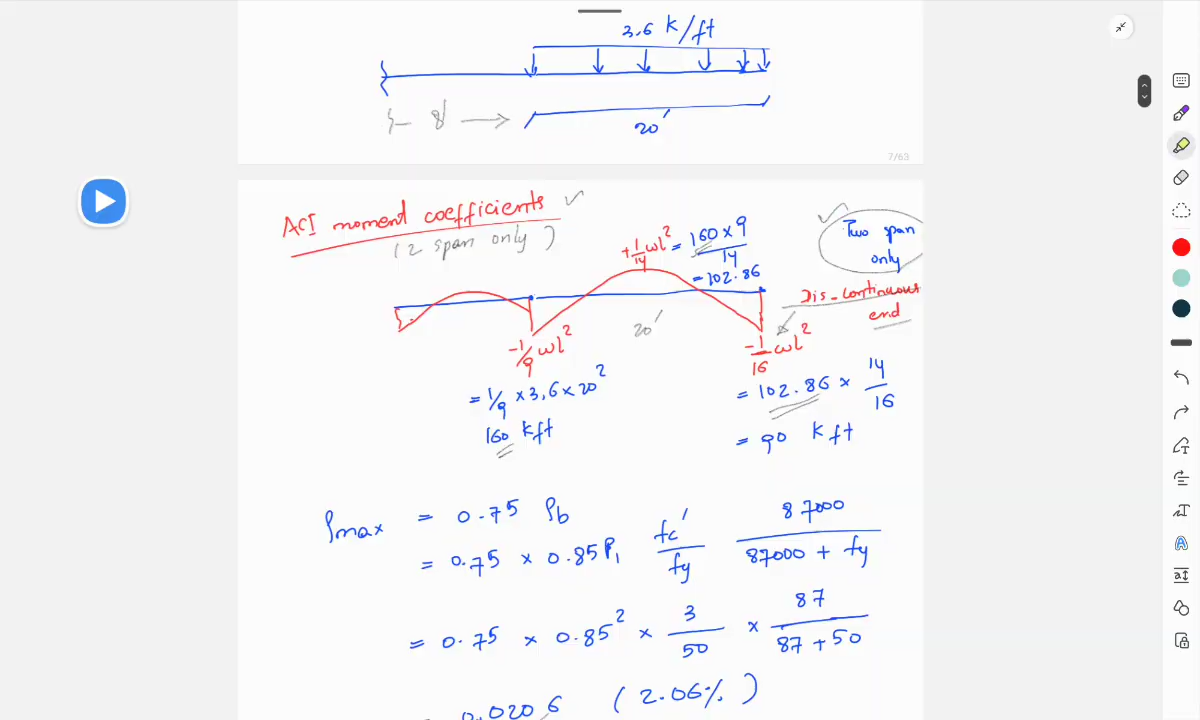 3.6 k/ft
8'
20'
7/63
ACI moment coefficients
(2 span only)
+1/14 wl² = 160 × 9 / 14
= 102.86
Two span
only
Dis-continuous
end
20'
-1/9 wl²
-1/16 wl²
= 1/9 × 3.6 × 20²
160 kft
= 102.86 × 14/16
= 90 kft
ρmax = 0.75 ρb
= 0.75 × 0.85β₁ fc'/fy 87000 / 87000 + fy
= 0.75 × 0.85² × 3/50 × 87 / 87 + 50
= 0.0206 (2.06%)